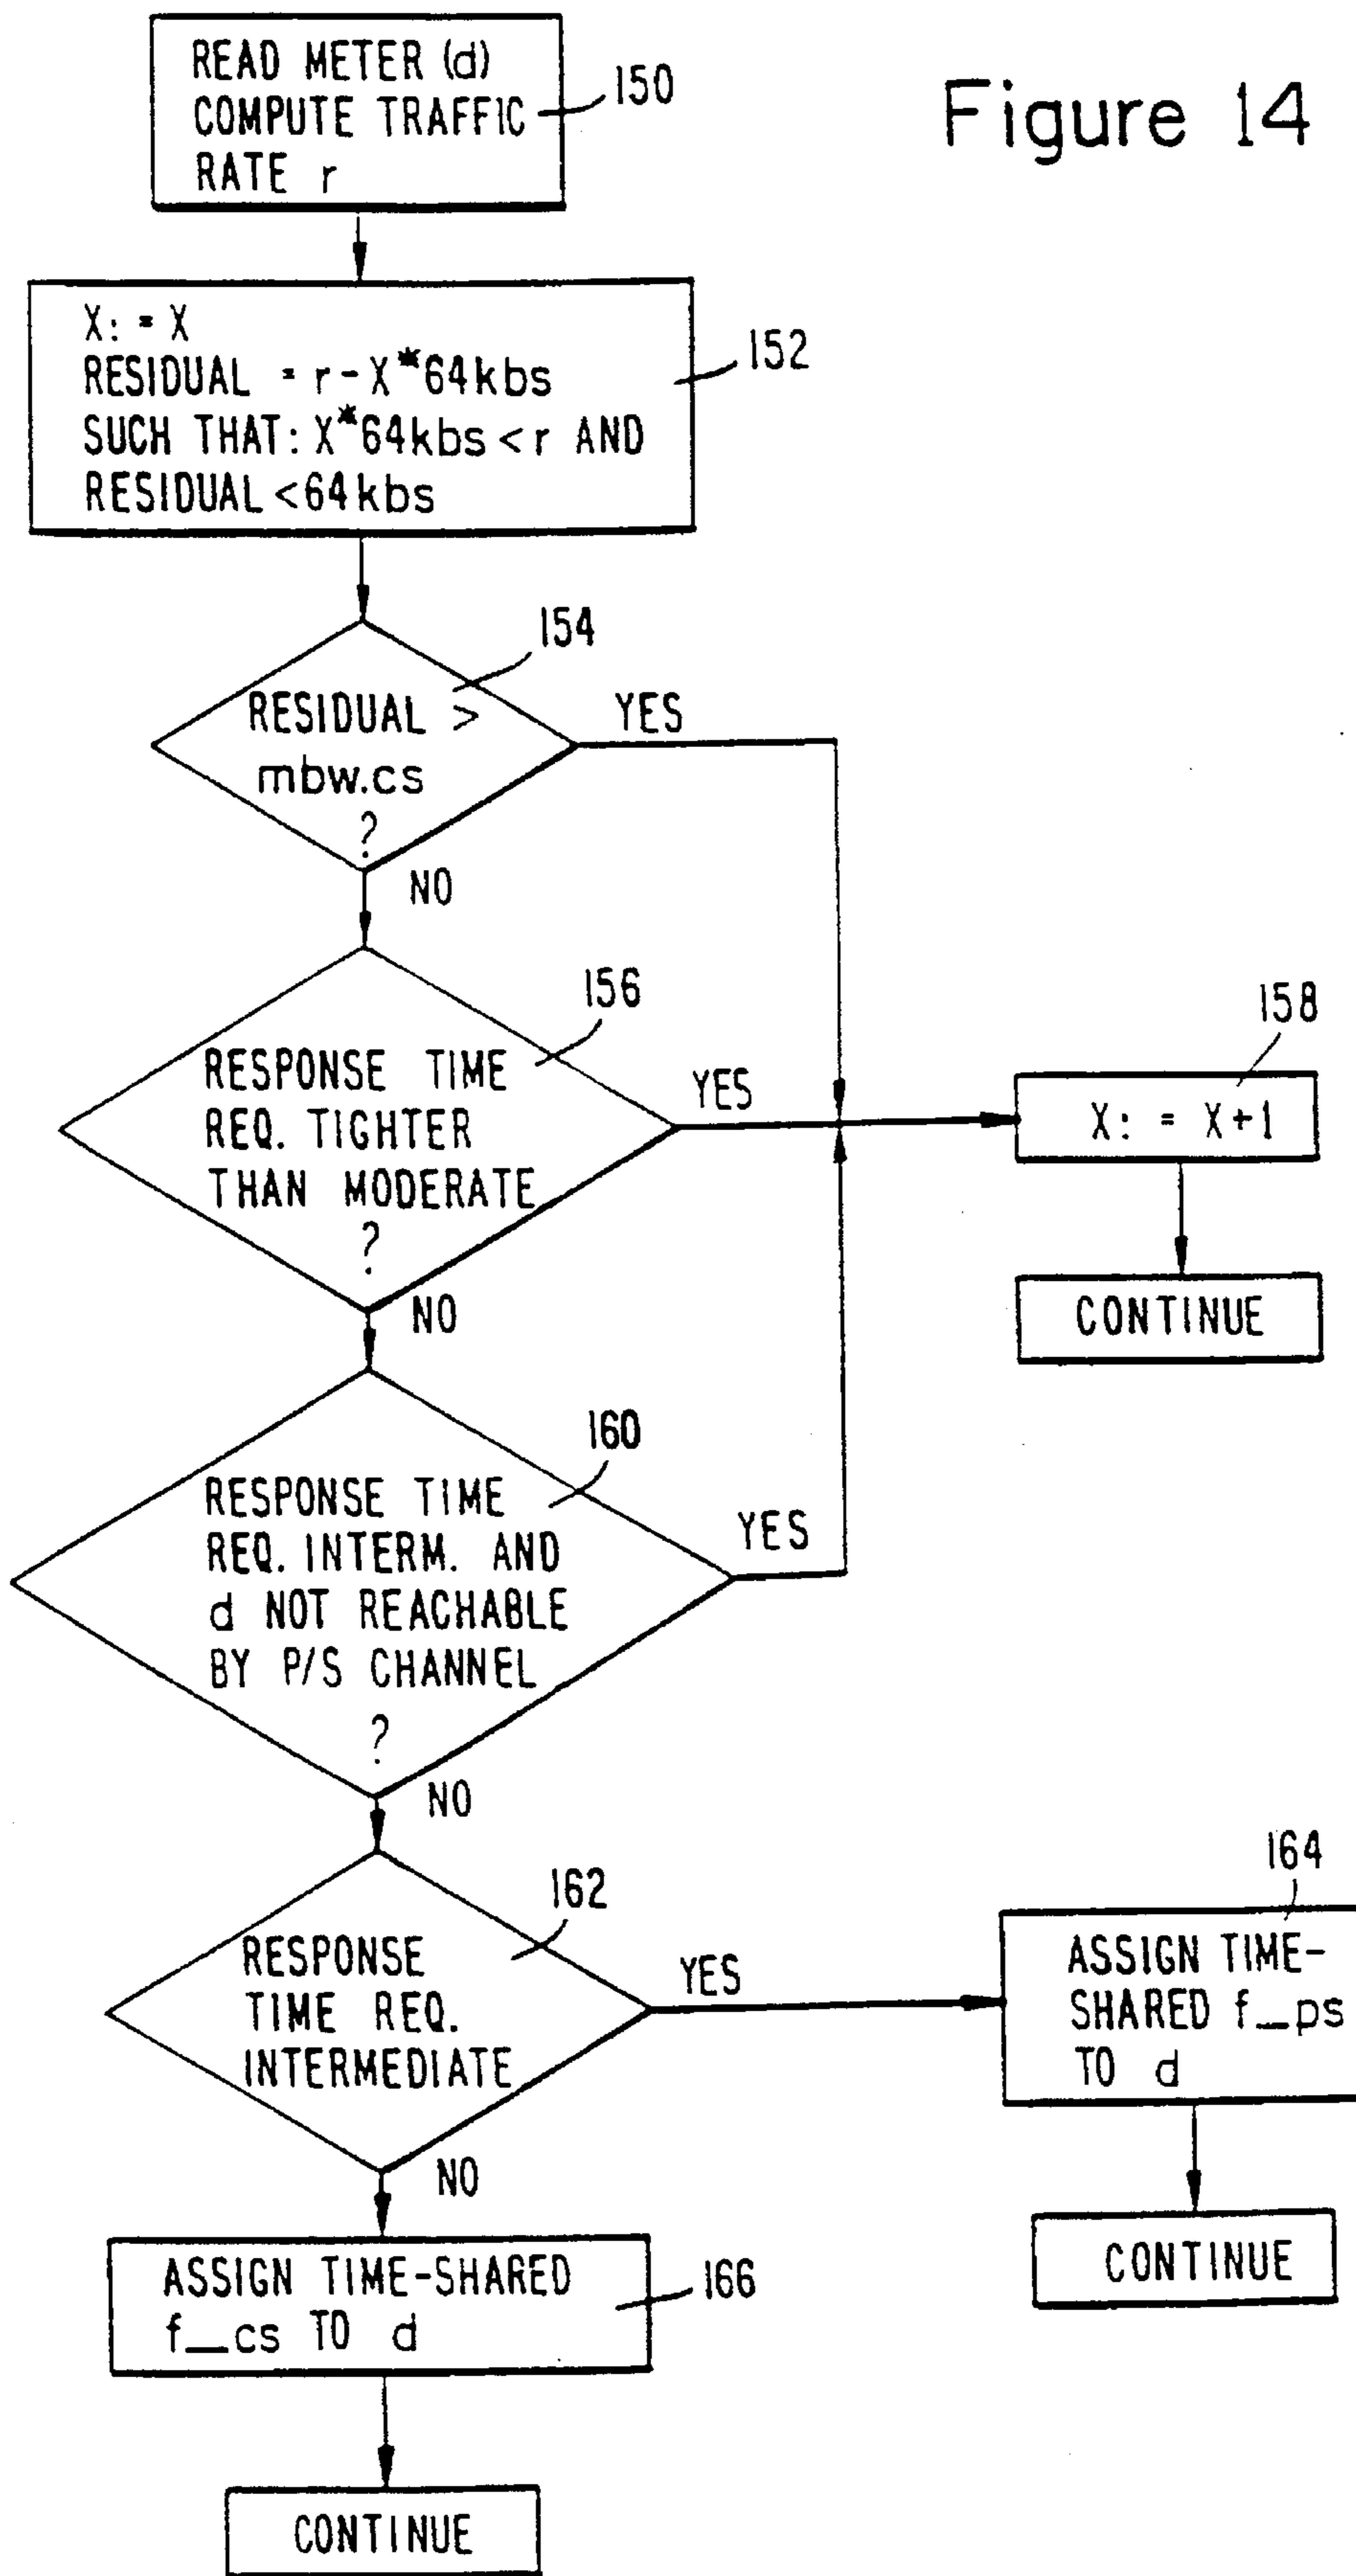 READ METER (d)
COMPUTE TRAFFIC
RATE r
150
Figure 14
X: = X
RESIDUAL = r-X*64kbs
SUCH THAT: X*64kbs<r AND
RESIDUAL<64kbs
152
154
RESIDUAL >
mbw.cs
?
YES
NO
156
RESPONSE TIME
REQ. TIGHTER
THAN MODERATE
?
YES
NO
158
X: = X+1
CONTINUE
160
RESPONSE TIME
REQ. INTERM. AND
d NOT REACHABLE
BY P/S CHANNEL
?
YES
NO
162
RESPONSE
TIME REQ.
INTERMEDIATE
YES
NO
164
ASSIGN TIME-
SHARED f_ps
TO d
CONTINUE
ASSIGN TIME-SHARED
f_cs TO d
166
CONTINUE